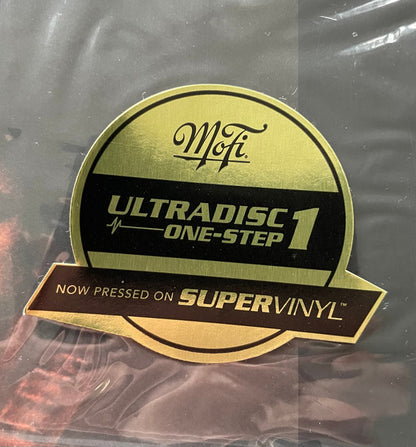 MoFi®
ULTRADISC 1
ONE-STEP
NOW PRESSED ON SUPERVINYL™